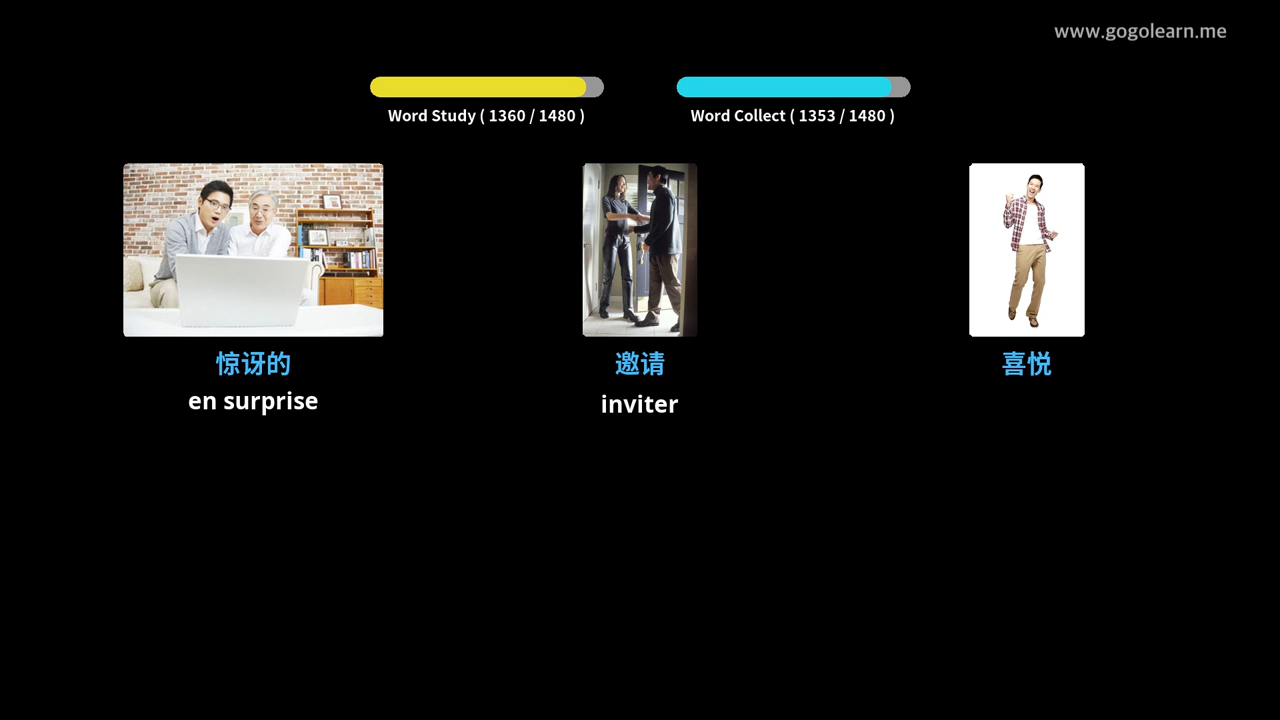 www.gogolearn.me
Word Study ( 1360 / 1480 )
Word Collect ( 1353 / 1480 )
惊讶的
en surprise
邀请
inviter
喜悦